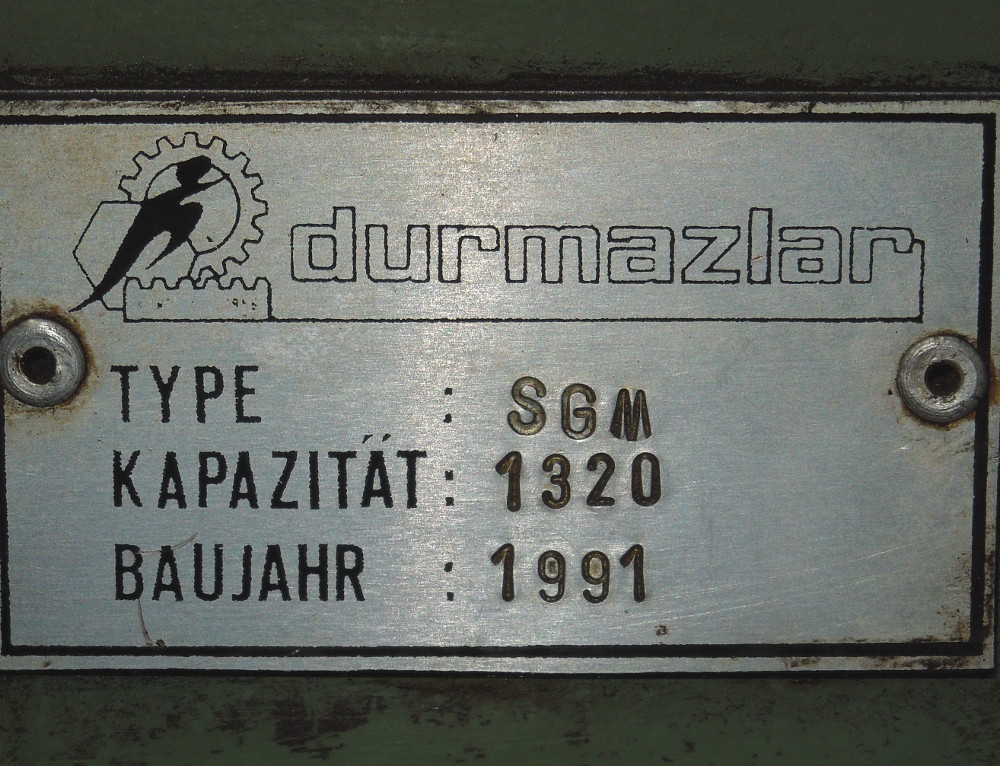 durmazlar
TYPE : SGM
KAPAZITÄT : 1320
BAUJAHR : 1991